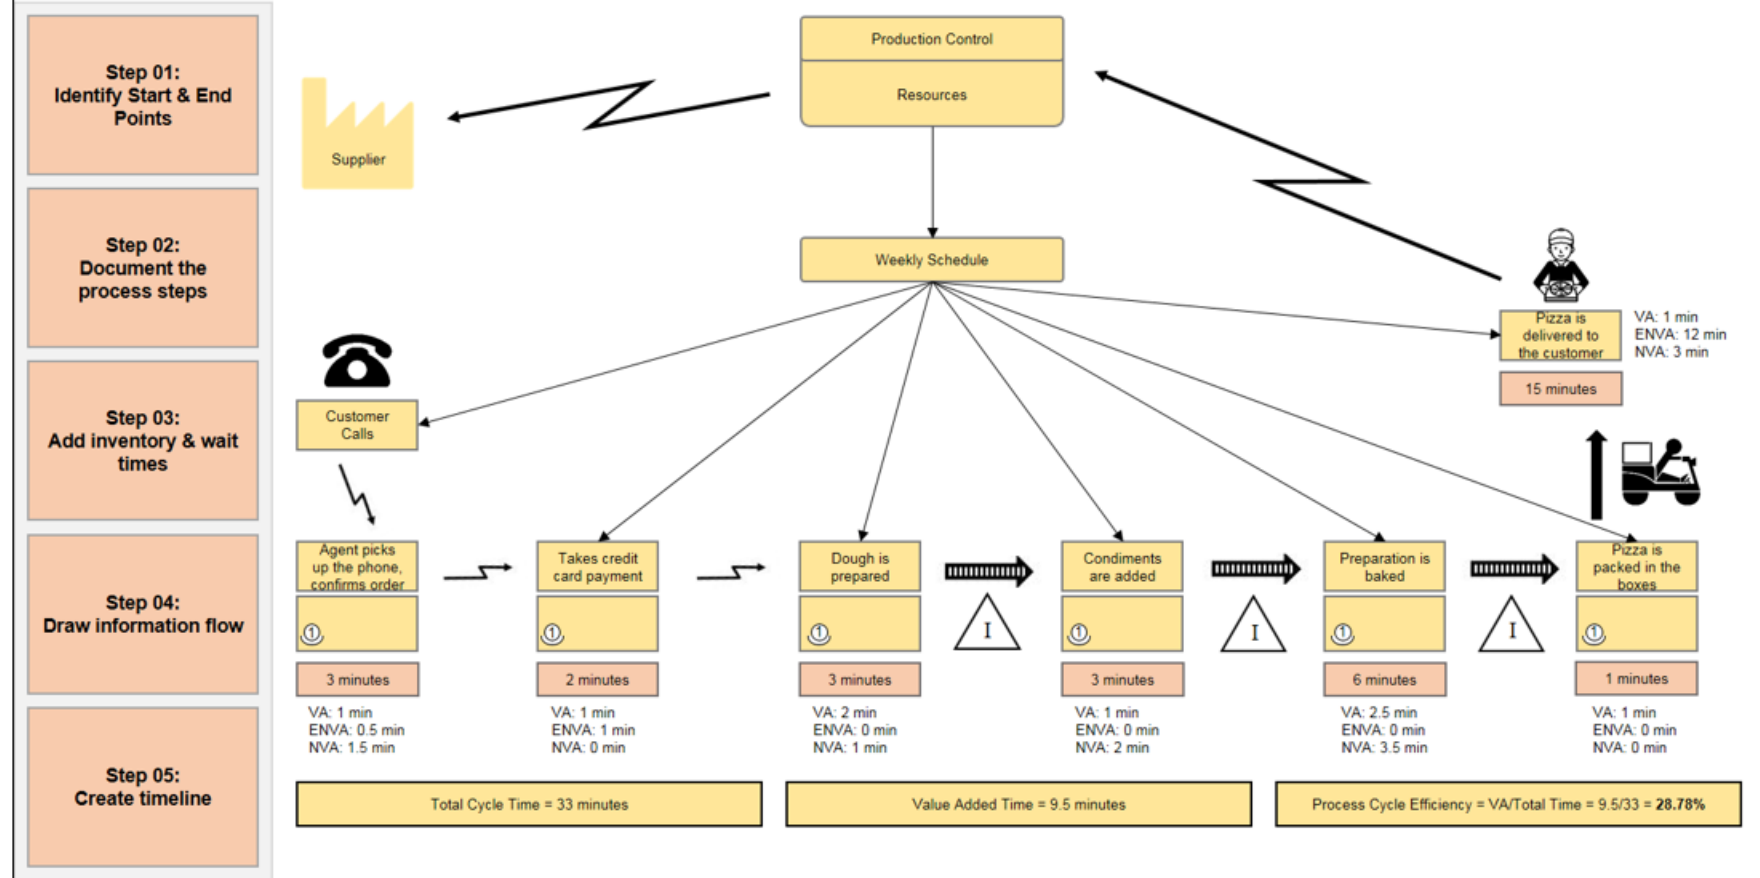 Step 01:
Identify Start & End
Points
Step 02:
Document the
process steps
Step 03:
Add inventory & wait
times
Step 04:
Draw information flow
Step 05:
Create timeline
Production Control
Resources
Supplier
Weekly Schedule
Pizza is
delivered to
the customer
VA: 1 min
ENVA: 12 min
NVA: 3 min
15 minutes
Customer
Calls
Agent picks
up the phone,
confirms order
1
3 minutes
VA: 1 min
ENVA: 0.5 min
NVA: 1.5 min
Takes credit
card payment
1
2 minutes
VA: 1 min
ENVA: 1 min
NVA: 0 min
Dough is
prepared
1
3 minutes
VA: 2 min
ENVA: 0 min
NVA: 1 min
I
Condiments
are added
1
3 minutes
VA: 1 min
ENVA: 0 min
NVA: 2 min
I
Preparation is
baked
1
6 minutes
VA: 2.5 min
ENVA: 0 min
NVA: 3.5 min
I
Pizza is
packed in the
boxes
1
1 minutes
VA: 1 min
ENVA: 0 min
NVA: 0 min
Total Cycle Time = 33 minutes
Value Added Time = 9.5 minutes
Process Cycle Efficiency = VA/Total Time = 9.5/33 = 28.78%